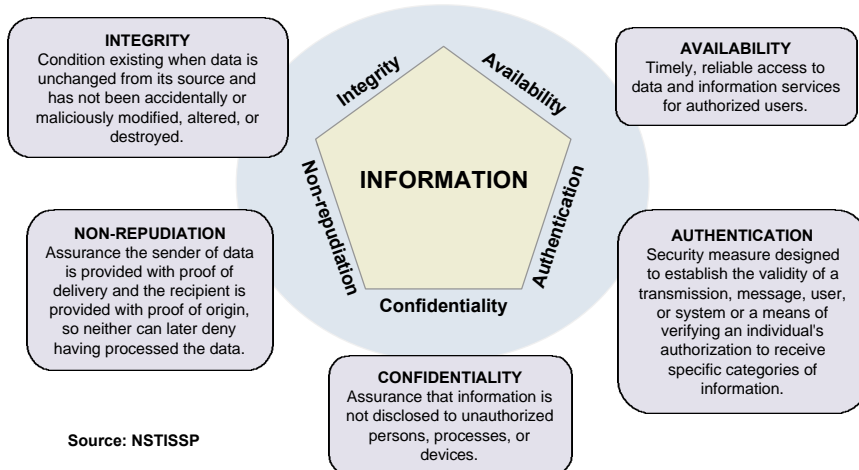 INTEGRITY
Condition existing when data is
unchanged from its source and
has not been accidentally or
maliciously modified, altered, or
destroyed.
Integrity
Availability
AVAILABILITY
Timely, reliable access to
data and information services
for authorized users.
INFORMATION
Non-repudiation
Authentication
Confidentiality
NON-REPUDIATION
Assurance the sender of data
is provided with proof of
delivery and the recipient is
provided with proof of origin,
so neither can later deny
having processed the data.
AUTHENTICATION
Security measure designed
to establish the validity of a
transmission, message, user,
or system or a means of
verifying an individual's
authorization to receive
specific categories of
information.
CONFIDENTIALITY
Assurance that information is
not disclosed to unauthorized
persons, processes, or
devices.
Source: NSTISSP